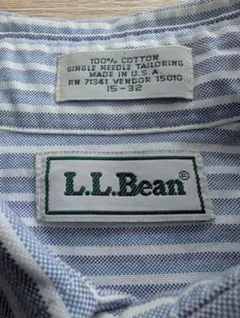 100% COTTON
SINGLE NEEDLE TAILORING
MADE IN U.S.A.
RN 71341 VENDOR 15010
15-32
L.L.Bean®